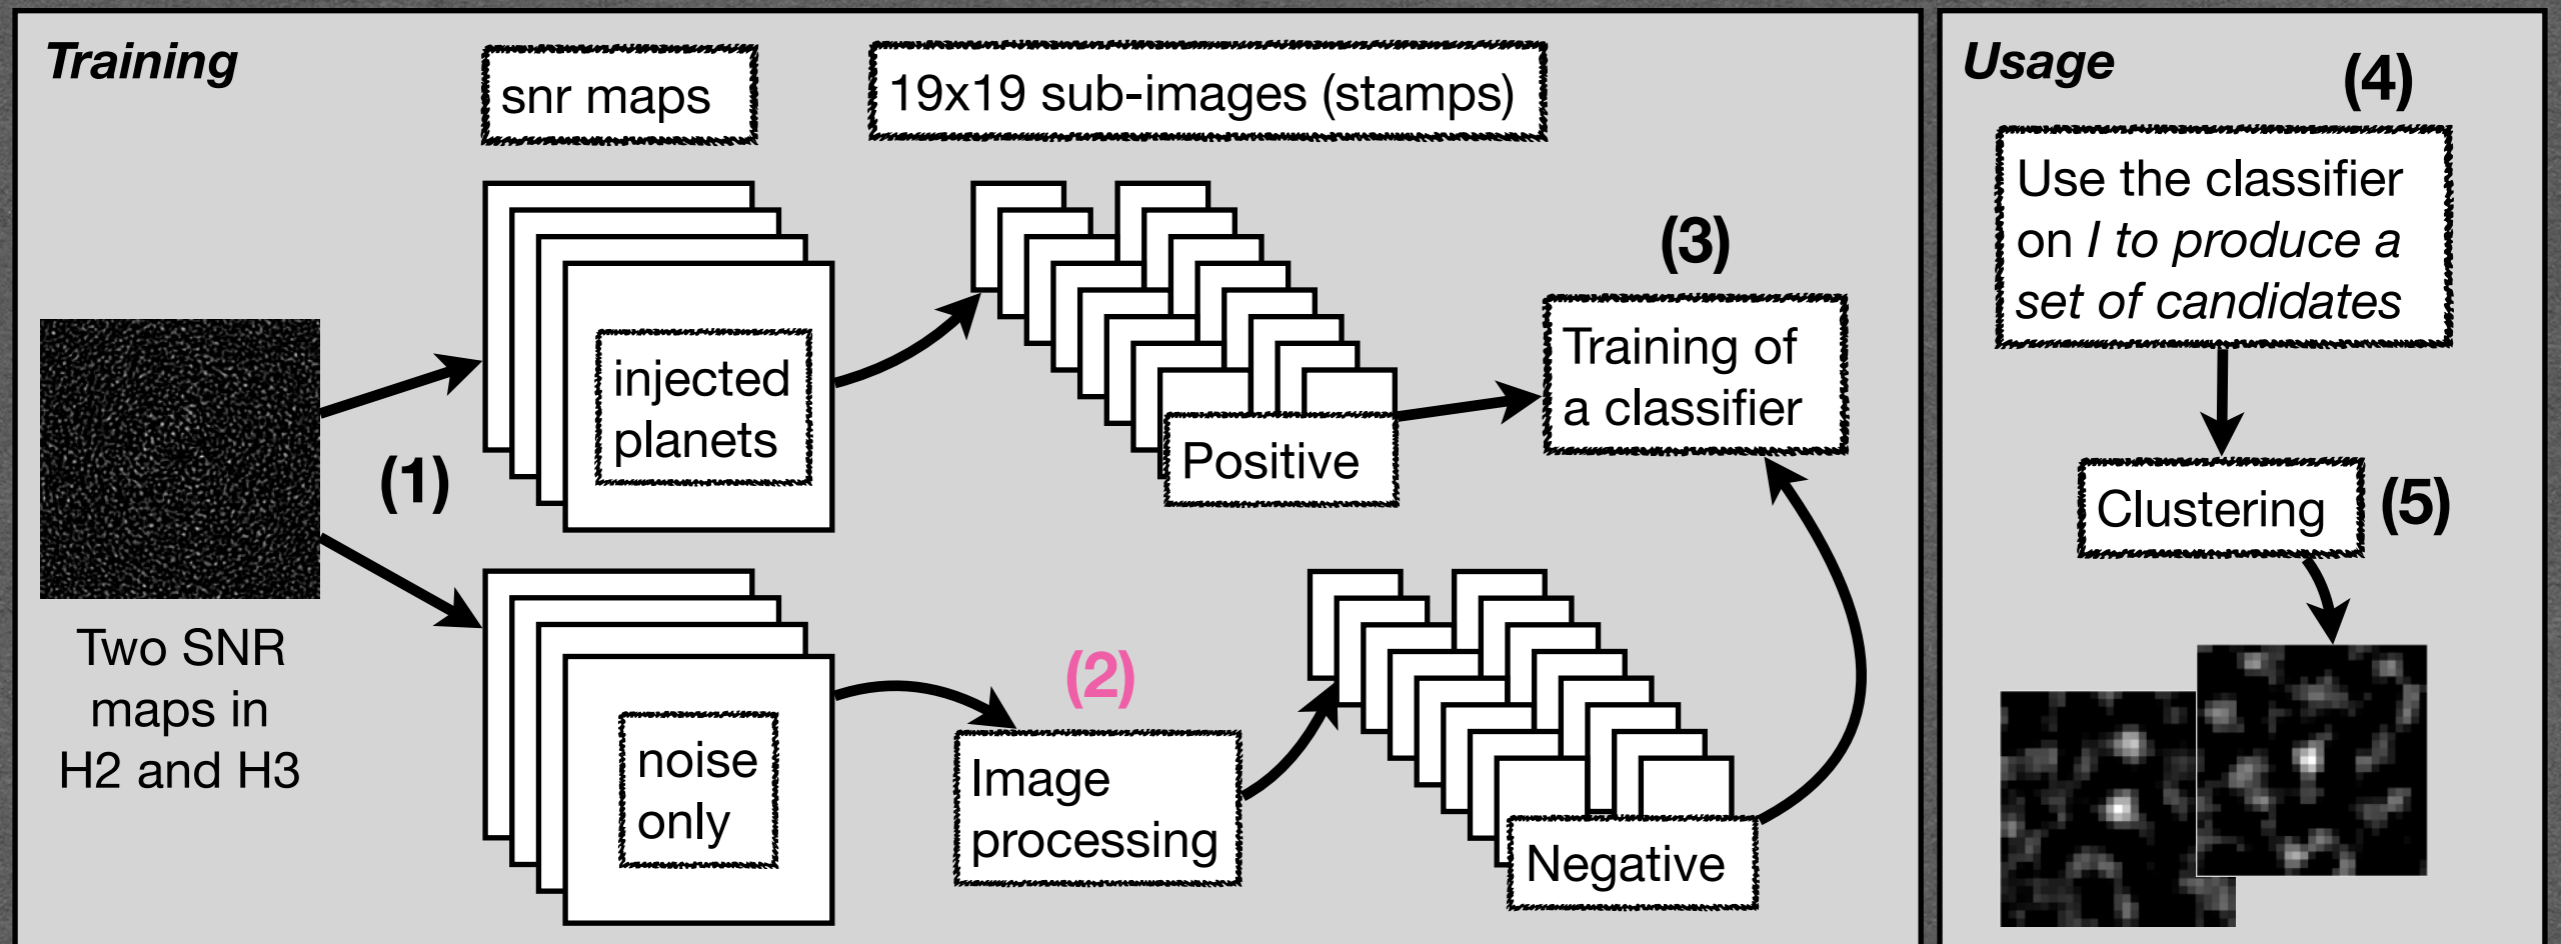 Training
snr maps
19x19 sub-images (stamps)
injected
planets
(1)
Two SNR
maps in
H2 and H3
noise
only
(2)
Image
processing
Positive
Negative
(3)
Training of
a classifier
Usage
(4)
Use the classifier
on I to produce a
set of candidates
Clustering
(5)